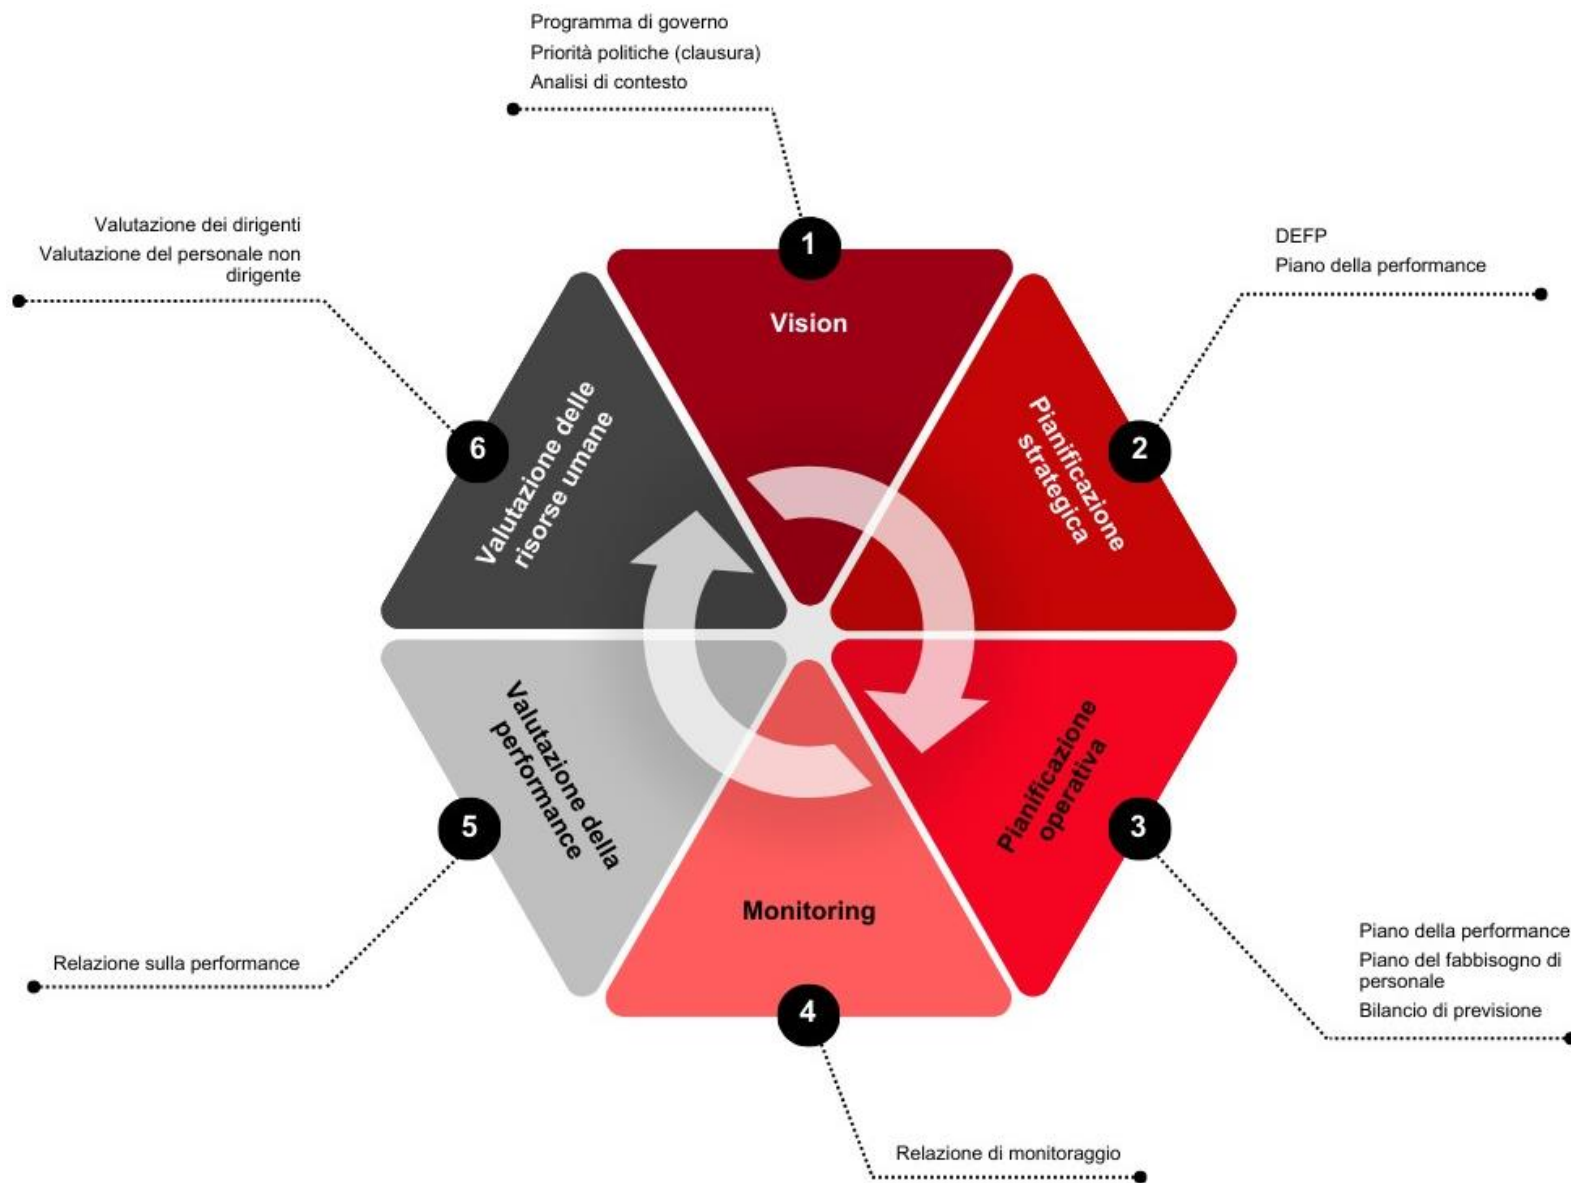 Programma di governo
Priorità politiche (clausura)
Analisi di contesto
1
Vision
DEFP
Piano della performance
2
Pianificazione
strategica
3
Pianificazione
operativa
Piano della performance
Piano del fabbisogno di
personale
Bilancio di previsione
Monitoring
4
Relazione di monitoraggio
5
Valutazione della
performance
Relazione sulla performance
6
Valutazione delle
risorse umane
Valutazione dei dirigenti
Valutazione del personale non
dirigente